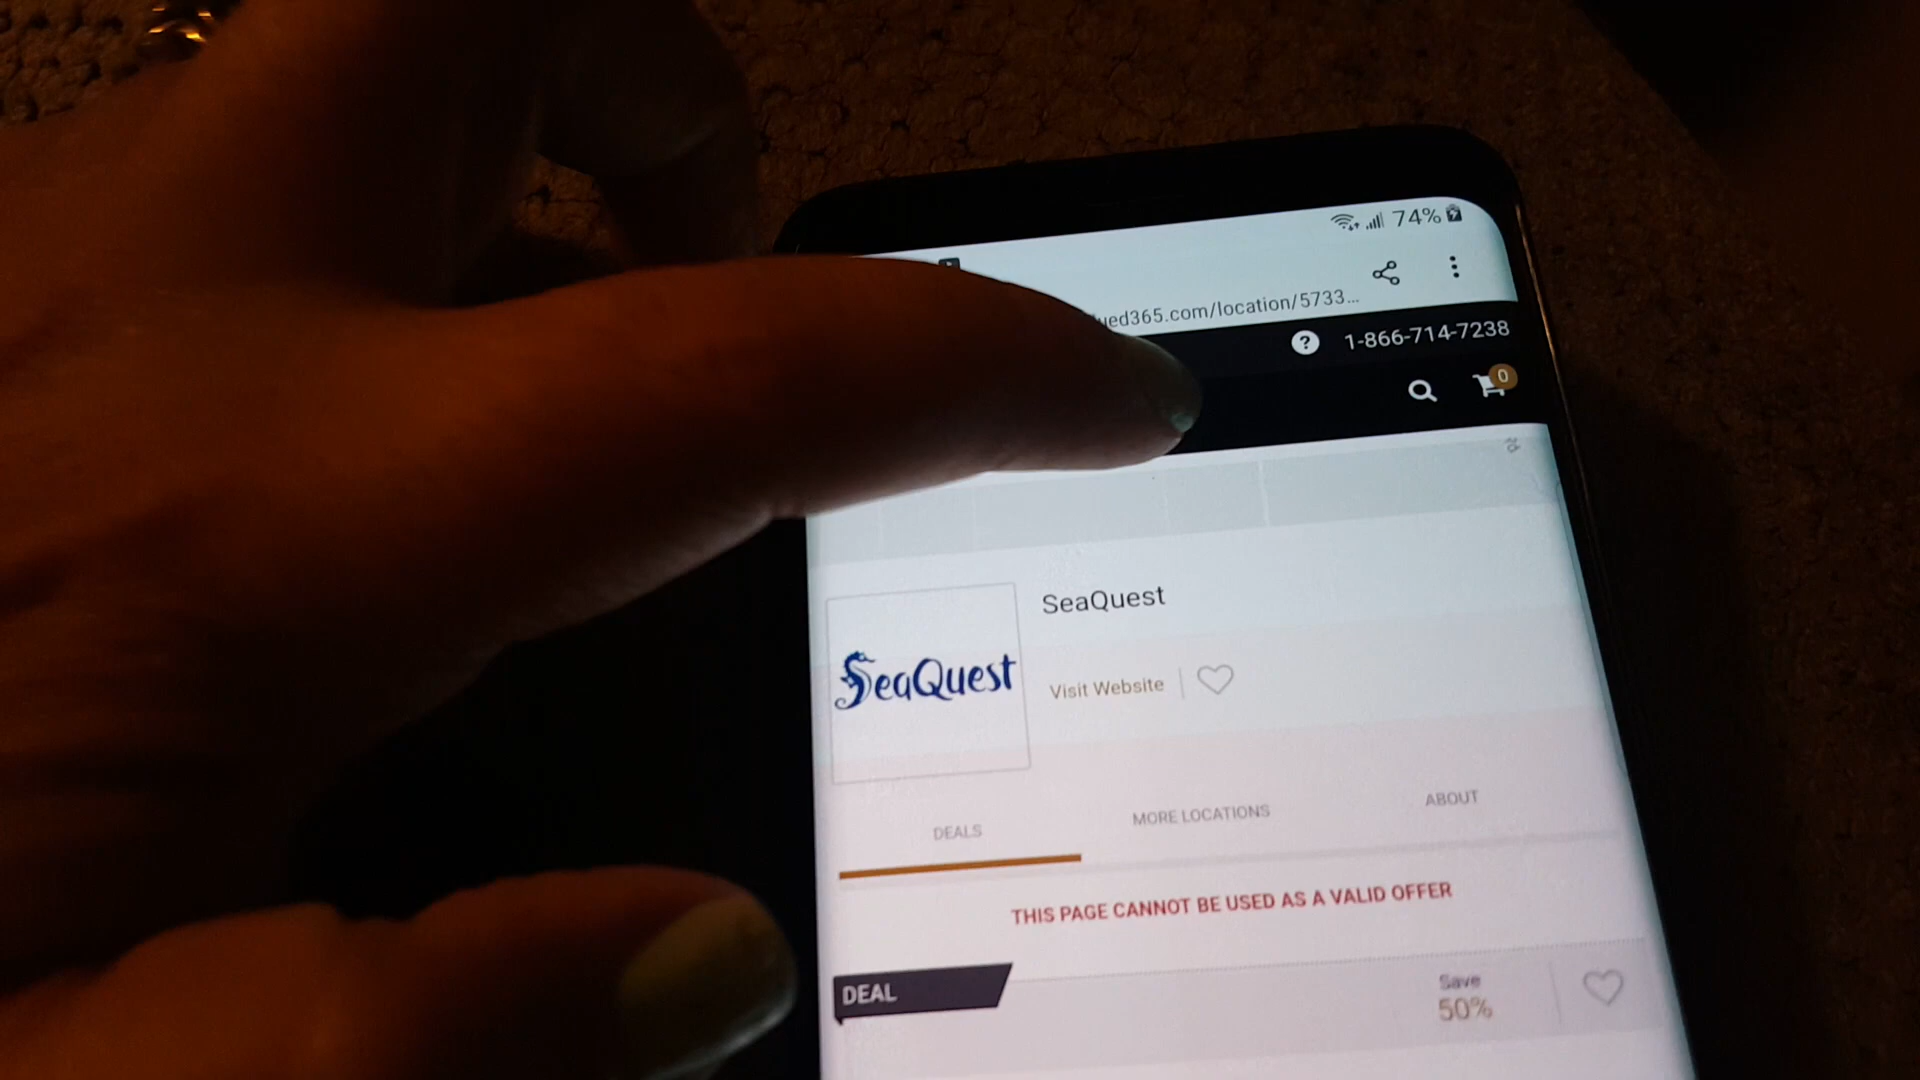 74%
ued365.com/location/5733...
? 1-866-714-7238
0
SeaQuest
SeaQuest
Visit Website
DEALS MORE LOCATIONS ABOUT
THIS PAGE CANNOT BE USED AS A VALID OFFER
DEAL
Save
50%